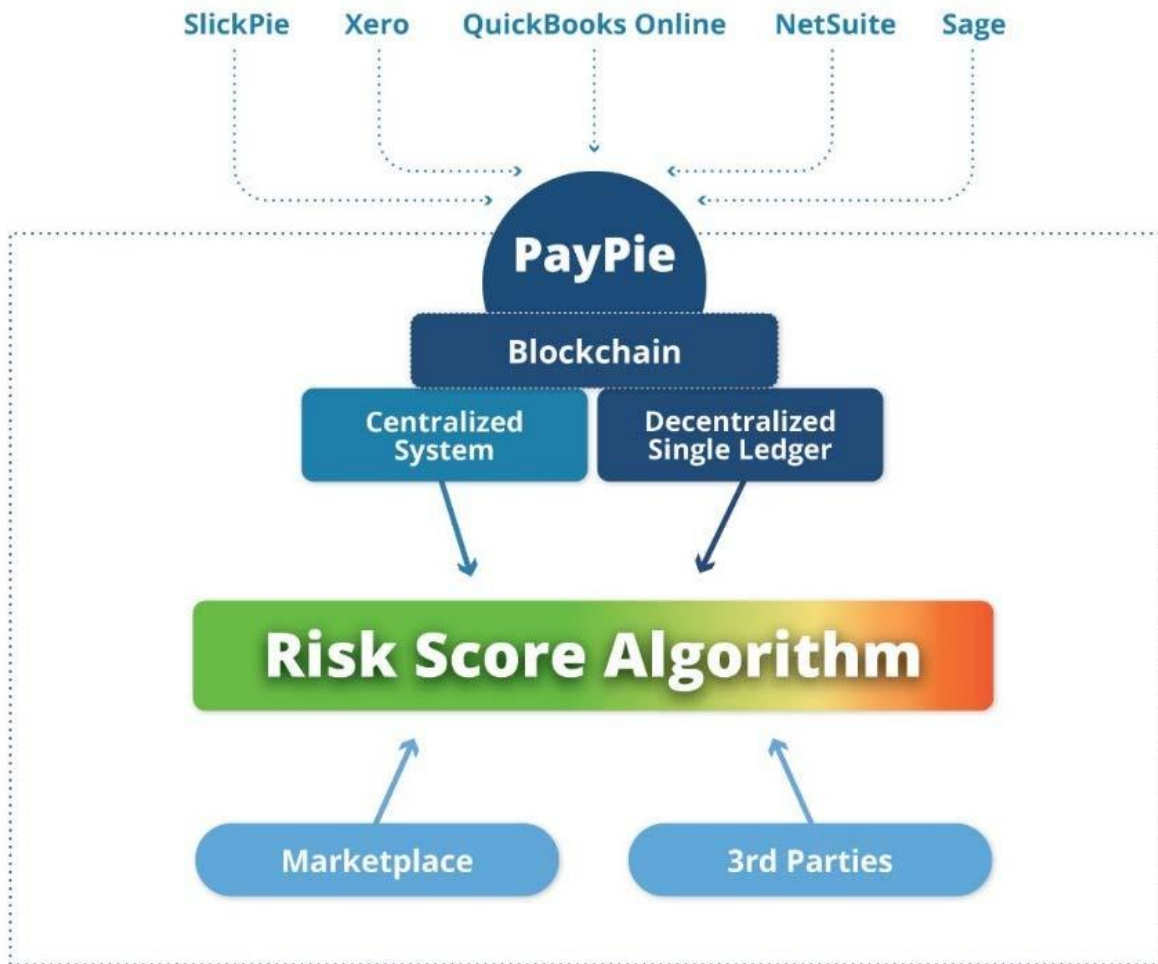 SlickPie Xero QuickBooks Online NetSuite Sage
PayPie
Blockchain
Centralized
System
Decentralized
Single Ledger
Risk Score Algorithm
Marketplace
3rd Parties